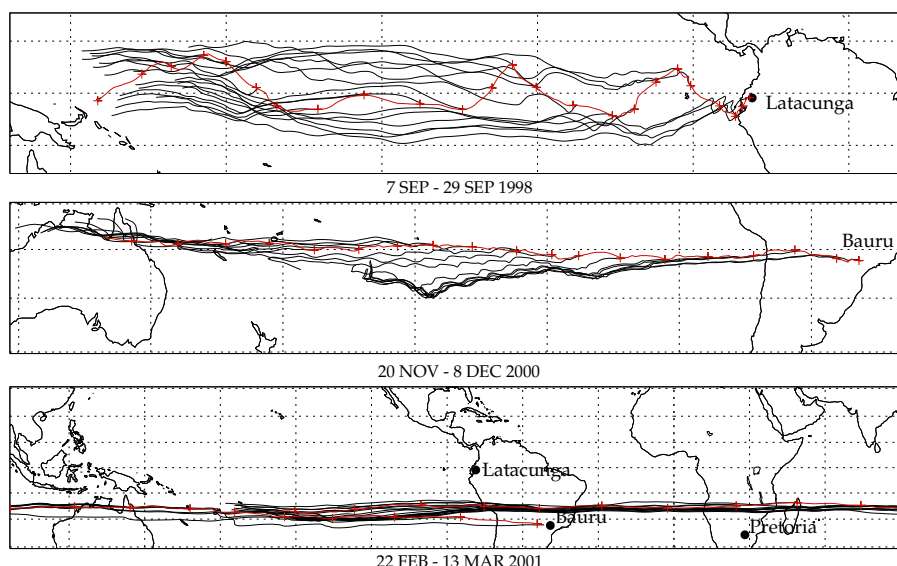 Latacunga
7 SEP - 29 SEP 1998
Bauru
20 NOV - 8 DEC 2000
Latacunga
Bauru
Pretoria
22 FEB - 13 MAR 2001